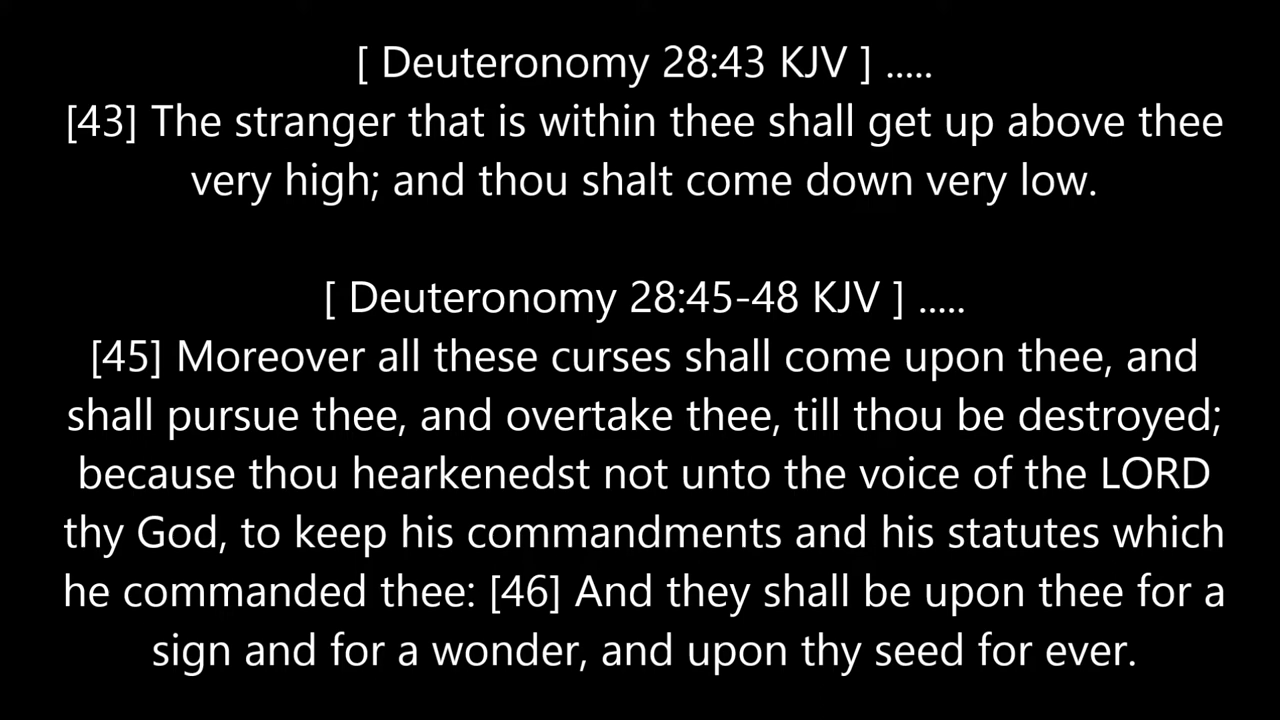 [ Deuteronomy 28:43 KJV ] .....
[43] The stranger that is within thee shall get up above thee
very high; and thou shalt come down very low.
[ Deuteronomy 28:45-48 KJV ] .....
[45] Moreover all these curses shall come upon thee, and
shall pursue thee, and overtake thee, till thou be destroyed;
because thou hearkenedst not unto the voice of the LORD
thy God, to keep his commandments and his statutes which
he commanded thee: [46] And they shall be upon thee for a
sign and for a wonder, and upon thy seed for ever.